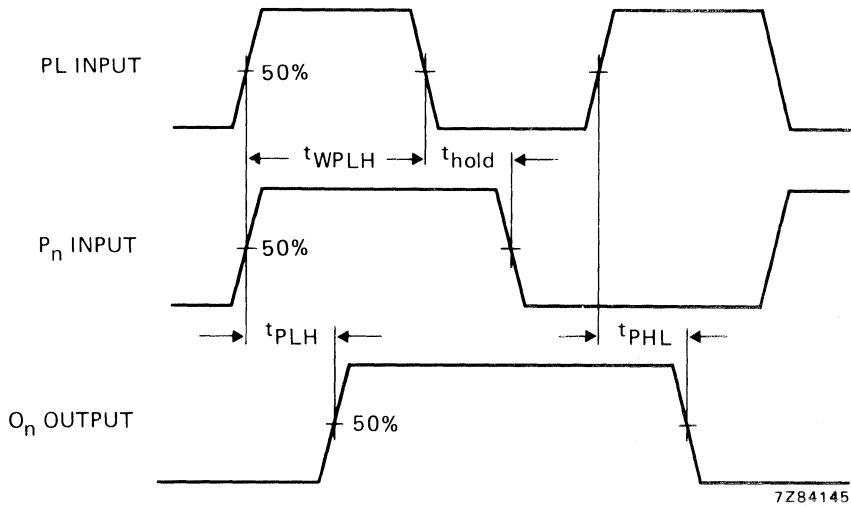 PL INPUT
50%
tWPLH
thold
Pn INPUT
50%
tPLH
tPHL
On OUTPUT
50%
7Z84145